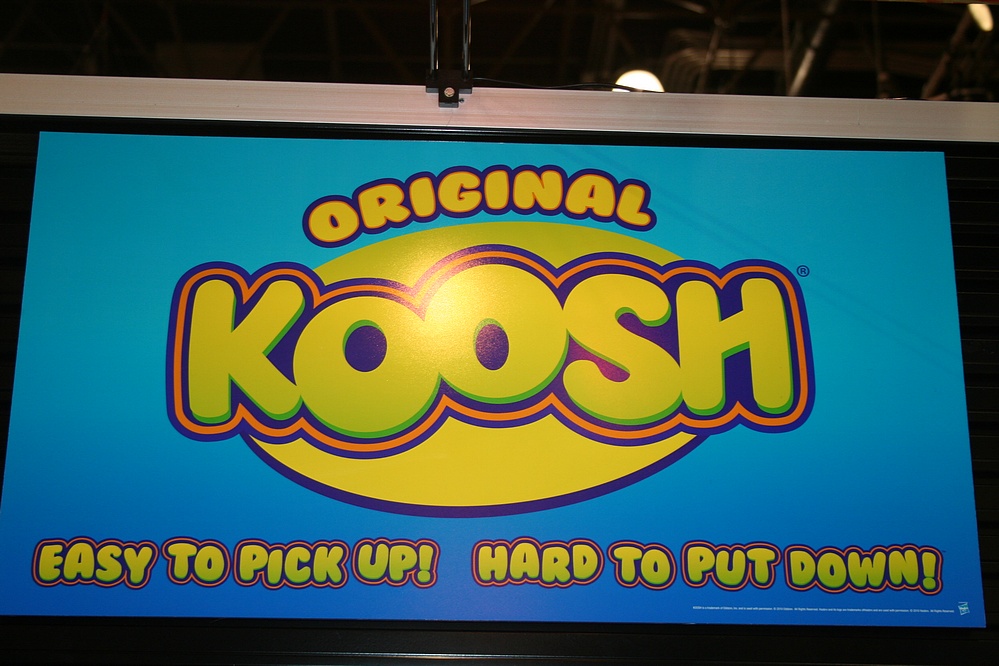 ORIGINAL
KOOSH®
EASY TO PICK UP! HARD TO PUT DOWN!